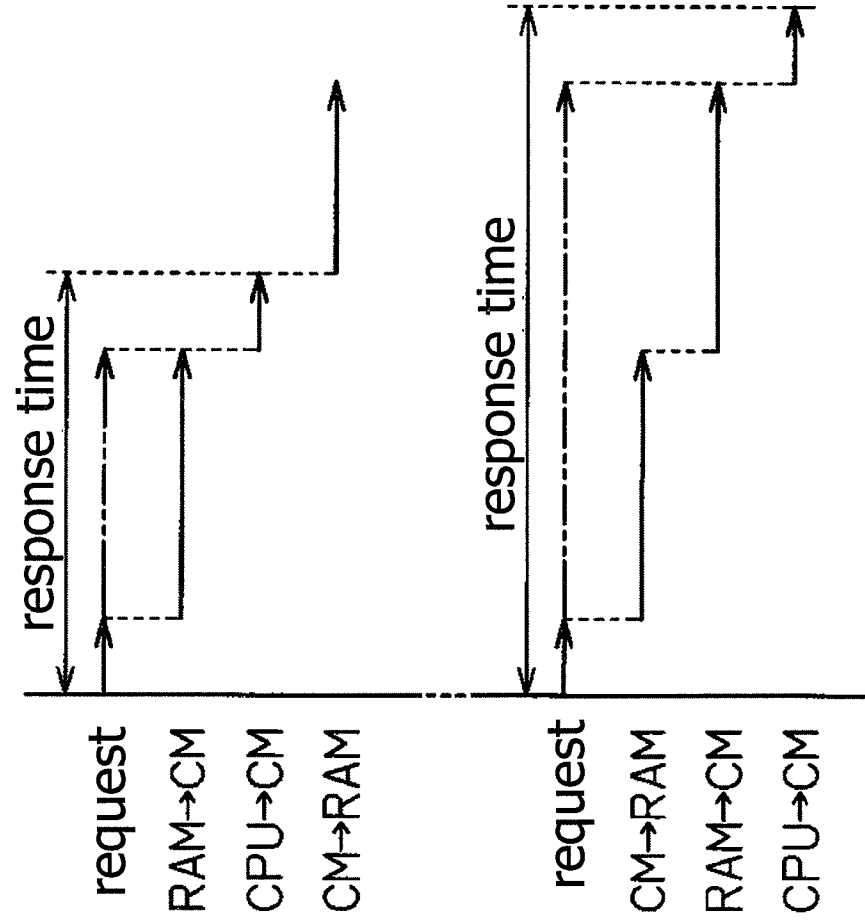 response time
request
RAM→CM
CPU→CM
CM→RAM
response time
request
CM→RAM
RAM→CM
CPU→CM